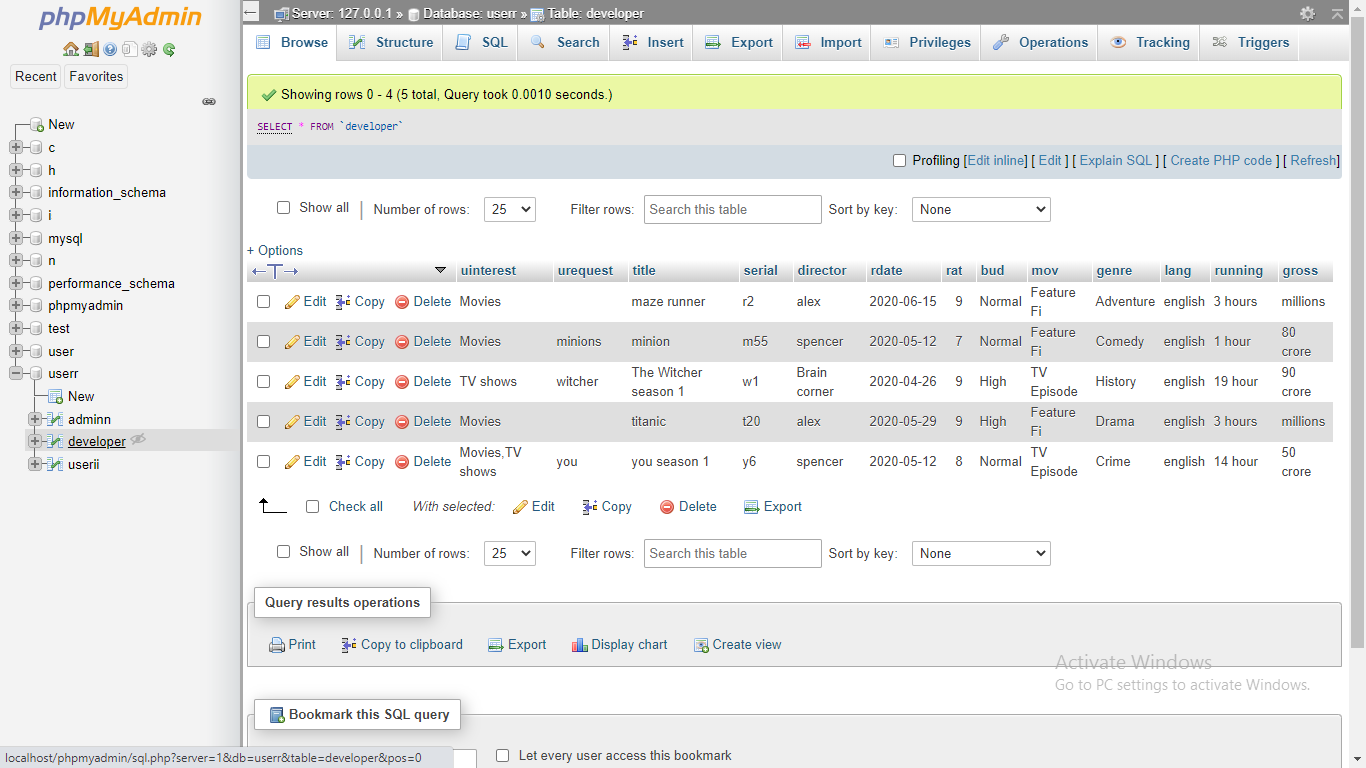 phpMyAdmin
Recent Favorites
New
c
h
information_schema
i
mysql
n
performance_schema
phpmyadmin
test
user
userr
New
adminn
developer
userii
Server: 127.0.0.1 » Database: userr » Table: developer
Browse Structure SQL Search Insert Export Import Privileges Operations Tracking Triggers
Showing rows 0 - 4 (5 total, Query took 0.0010 seconds.)
SELECT * FROM `developer`
Profiling [Edit inline] [ Edit ] [ Explain SQL ] [ Create PHP code ] [ Refresh]
Show all | Number of rows: 25 Filter rows: Search this table Sort by key: None
+ Options
←T→ uinterest urequest title serial director rdate rat bud mov genre lang running gross
Edit Copy Delete Movies maze runner r2 alex 2020-06-15 9 Normal Feature Fi Adventure english 3 hours millions
Edit Copy Delete Movies minions minion m55 spencer 2020-05-12 7 Normal Feature Fi Comedy english 1 hour 80 crore
Edit Copy Delete TV shows witcher The Witcher season 1 w1 Brain corner 2020-04-26 9 High TV Episode History english 19 hour 90 crore
Edit Copy Delete Movies titanic t20 alex 2020-05-29 9 High Feature Fi Drama english 3 hours millions
Edit Copy Delete Movies,TV shows you you season 1 y6 spencer 2020-05-12 8 Normal TV Episode Crime english 14 hour 50 crore
Check all With selected: Edit Copy Delete Export
Show all | Number of rows: 25 Filter rows: Search this table Sort by key: None
Query results operations
Print Copy to clipboard Export Display chart Create view
Activate Windows
Go to PC settings to activate Windows.
Bookmark this SQL query
Let every user access this bookmark
localhost/phpmyadmin/sql.php?server=1&db=userr&table=developer&pos=0